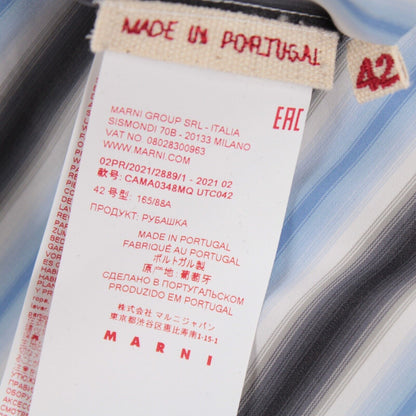 MADE IN PORTUGAL
42
MARNI GROUP SRL - ITALIA
SISMONDI 70B - 20133 MILANO
VAT NO. 08028300963
WWW.MARNI.COM
EAC
02PR/2021/2889/1 - 2021 02
款号: CAMA0348MQ UTC042
42 号型: 165/88A
ПРОДУКТ: РУБАШКА
MADE IN PORTUGAL
FABRIQUÉ AU PORTUGAL
ポルトガル製
原产地: 葡萄牙
СДЕЛАНО В ПОРТУГАЛЬСКОМ
PRODUZIDO EM PORTUGAL
株式会社 マルニジャパン
東京都渋谷区恵比寿南1-15-1
MARNI